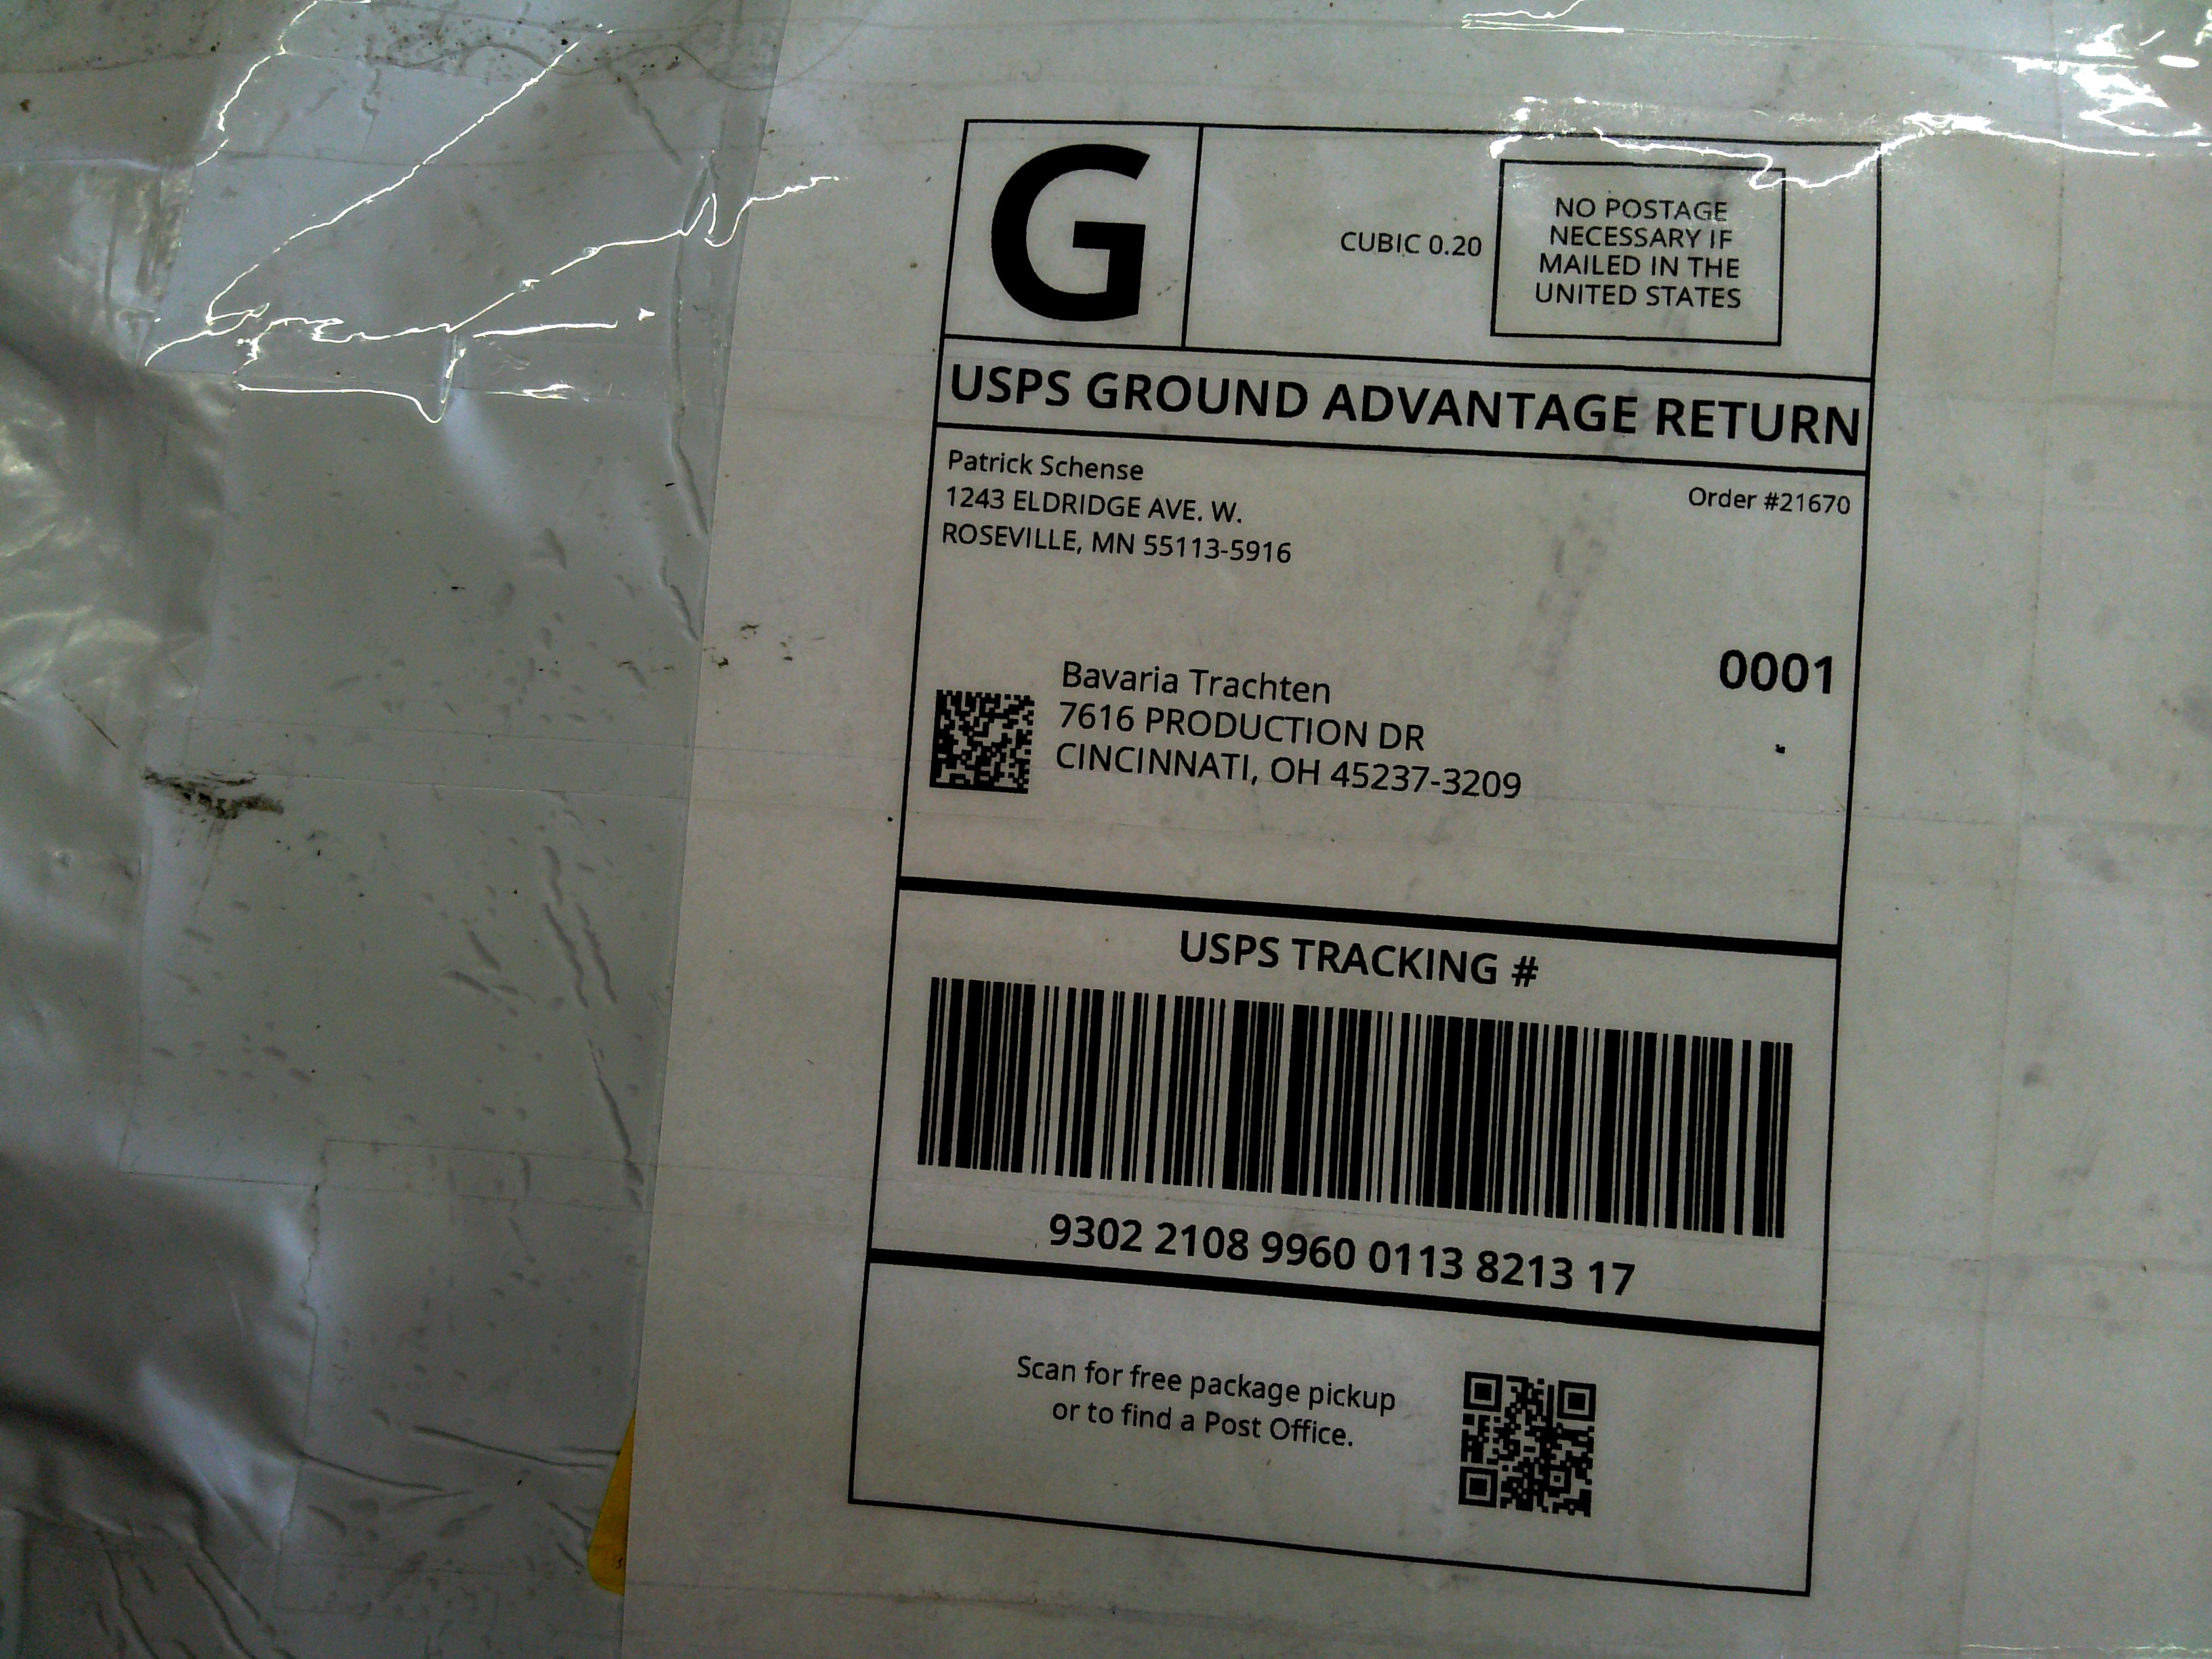 G
CUBIC 0.20
NO POSTAGE
NECESSARY IF
MAILED IN THE
UNITED STATES
USPS GROUND ADVANTAGE RETURN
Patrick Schense
1243 ELDRIDGE AVE. W.
ROSEVILLE, MN 55113-5916
Order #21670
0001
Bavaria Trachten
7616 PRODUCTION DR
CINCINNATI, OH 45237-3209
USPS TRACKING #
9302 2108 9960 0113 8213 17
Scan for free package pickup
or to find a Post Office.